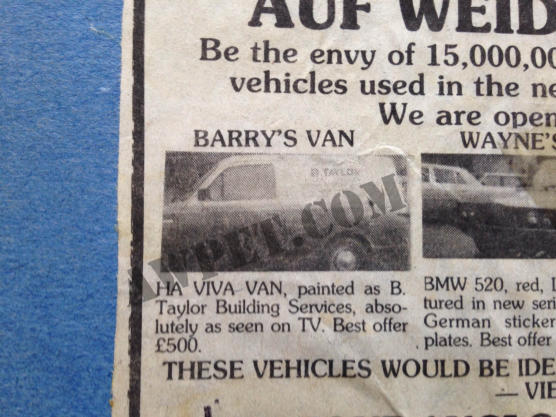 AUF WEID
Be the envy of 15,000,00
vehicles used in the ne
We are open
BARRY'S VAN
WAYNE'S
B TAYLOR
AWPET.COM
HA VIVA VAN, painted as B.
Taylor Building Services, abso-
lutely as seen on TV. Best offer
£500.
BMW 520, red, L
tured in new seri
German sticker
plates. Best offer
THESE VEHICLES WOULD BE IDE
— VIE